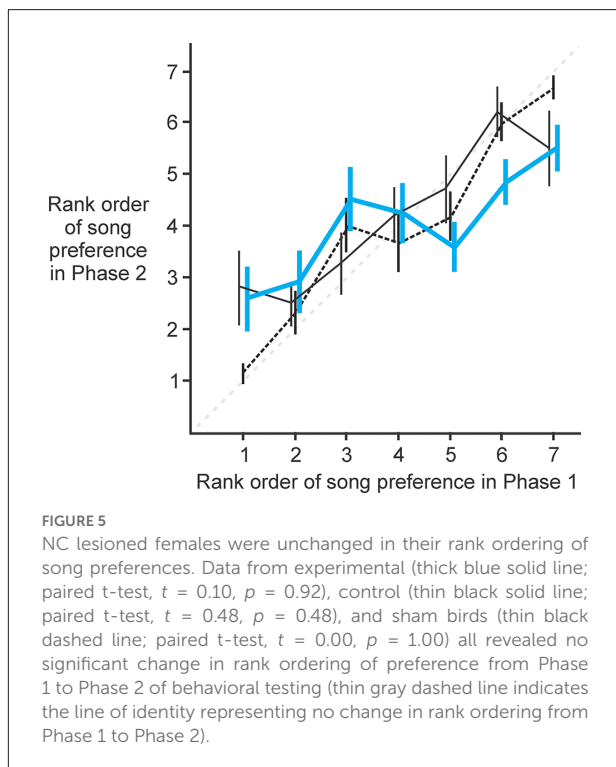 7
6
5
4
3
2
1
Rank order
of song
preference
in Phase 2
1 2 3 4 5 6 7
Rank order of song preference in Phase 1
FIGURE 5
NC lesioned females were unchanged in their rank ordering of
song preferences. Data from experimental (thick blue solid line;
paired t-test, t = 0.10, p = 0.92), control (thin black solid line;
paired t-test, t = 0.48, p = 0.48), and sham birds (thin black
dashed line; paired t-test, t = 0.00, p = 1.00) all revealed no
significant change in rank ordering of preference from Phase
1 to Phase 2 of behavioral testing (thin gray dashed line indicates
the line of identity representing no change in rank ordering from
Phase 1 to Phase 2).